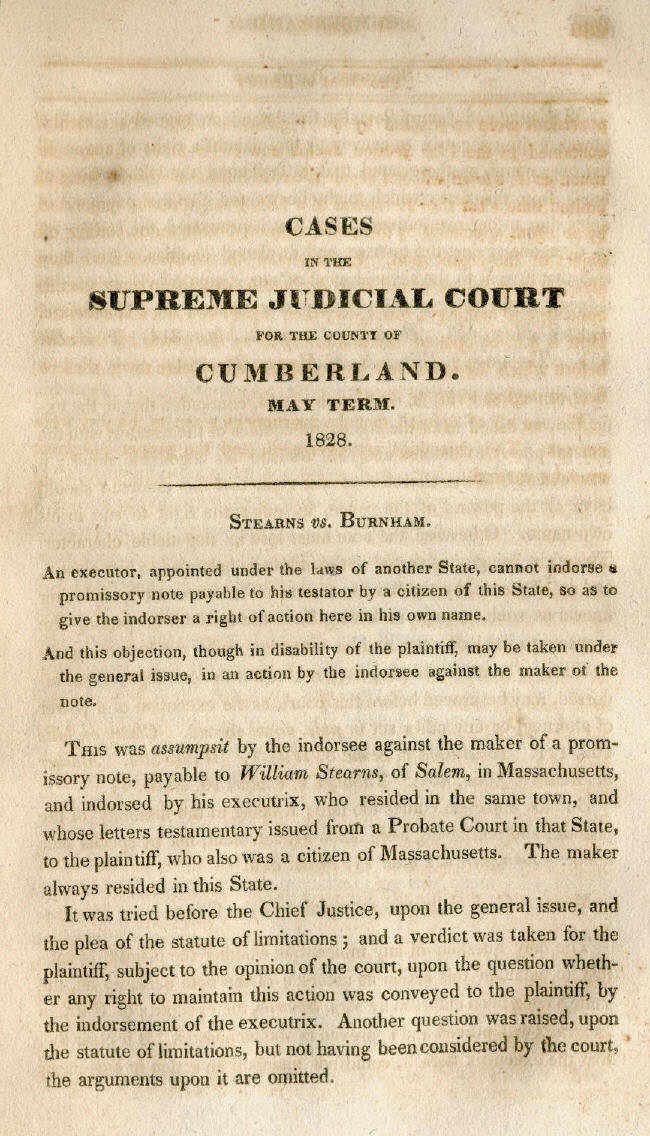 CASES
IN THE
SUPREME JUDICIAL COURT
FOR THE COUNTY OF
CUMBERLAND.
MAY TERM.
1828.
STEARNS vs. BURNHAM.
An executor, appointed under the laws of another State, cannot indorse a
promissory note payable to his testator by a citizen of this State, so as to
give the indorser a right of action here in his own name.
And this objection, though in disability of the plaintiff, may be taken under
the general issue, in an action by the indorsee against the maker of the
note.
THIS was assumpsit by the indorsee against the maker of a prom-
issory note, payable to William Stearns, of Salem, in Massachusetts,
and indorsed by his executrix, who resided in the same town, and
whose letters testamentary issued from a Probate Court in that State,
to the plaintiff, who also was a citizen of Massachusetts. The maker
always resided in this State.
It was tried before the Chief Justice, upon the general issue, and
the plea of the statute of limitations ; and a verdict was taken for the
plaintiff, subject to the opinion of the court, upon the question wheth-
er any right to maintain this action was conveyed to the plaintiff, by
the indorsement of the executrix. Another question was raised, upon
the statute of limitations, but not having been considered by the court,
the arguments upon it are omitted.